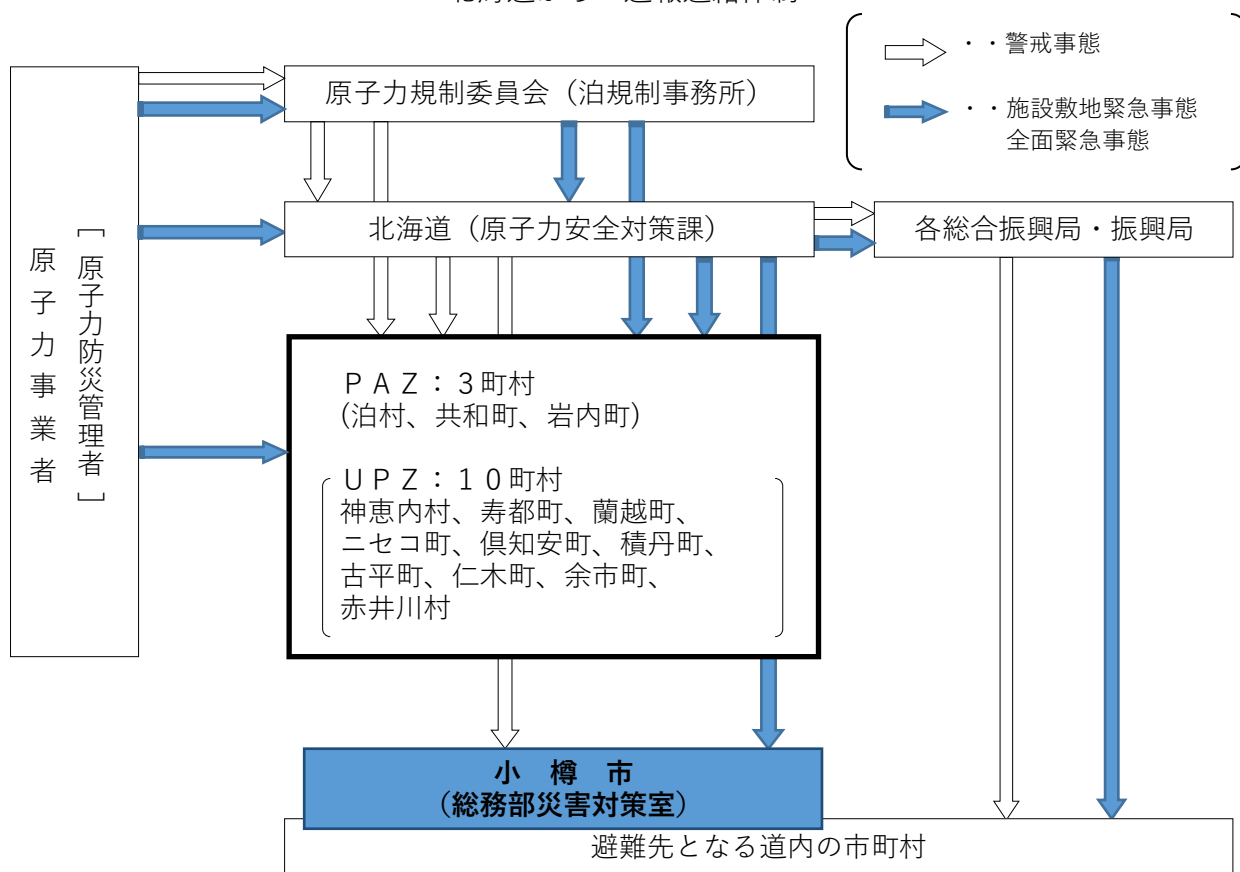 ・・警戒事態
・・施設敷地緊急事態
全面緊急事態
原子力事業者
［原子力防災管理者］
原子力規制委員会（泊規制事務所）
北海道（原子力安全対策課）
各総合振興局・振興局
ＰＡＺ：３町村
(泊村、共和町、岩内町）
ＵＰＺ：１０町村
神恵内村、寿都町、蘭越町、
ニセコ町、倶知安町、積丹町、
古平町、仁木町、余市町、
赤井川村
小　樽　市
（総務部災害対策室）
避難先となる道内の市町村